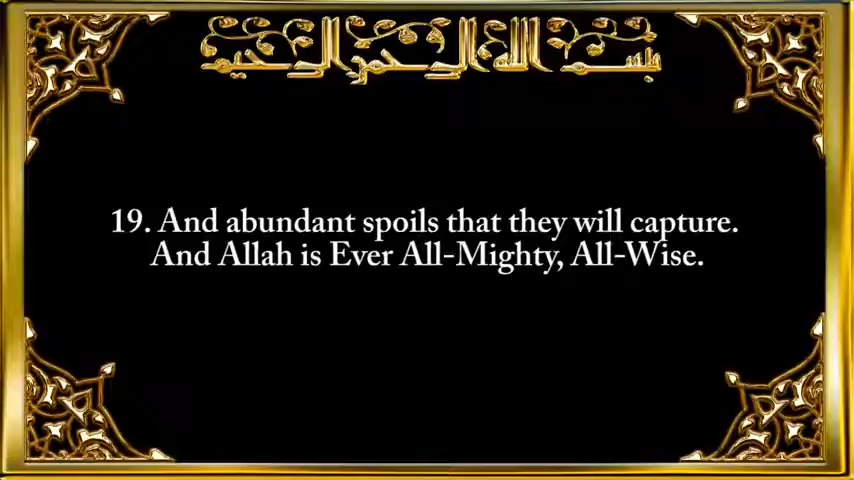 بسم الله الرحمن الرحيم
19. And abundant spoils that they will capture.
And Allah is Ever All-Mighty, All-Wise.